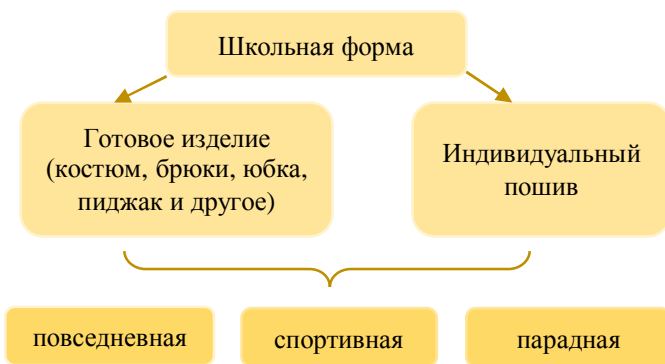 Школьная форма
Готовое изделие
(костюм, брюки, юбка,
пиджак и другое)
Индивидуальный
пошив
повседневная
спортивная
парадная